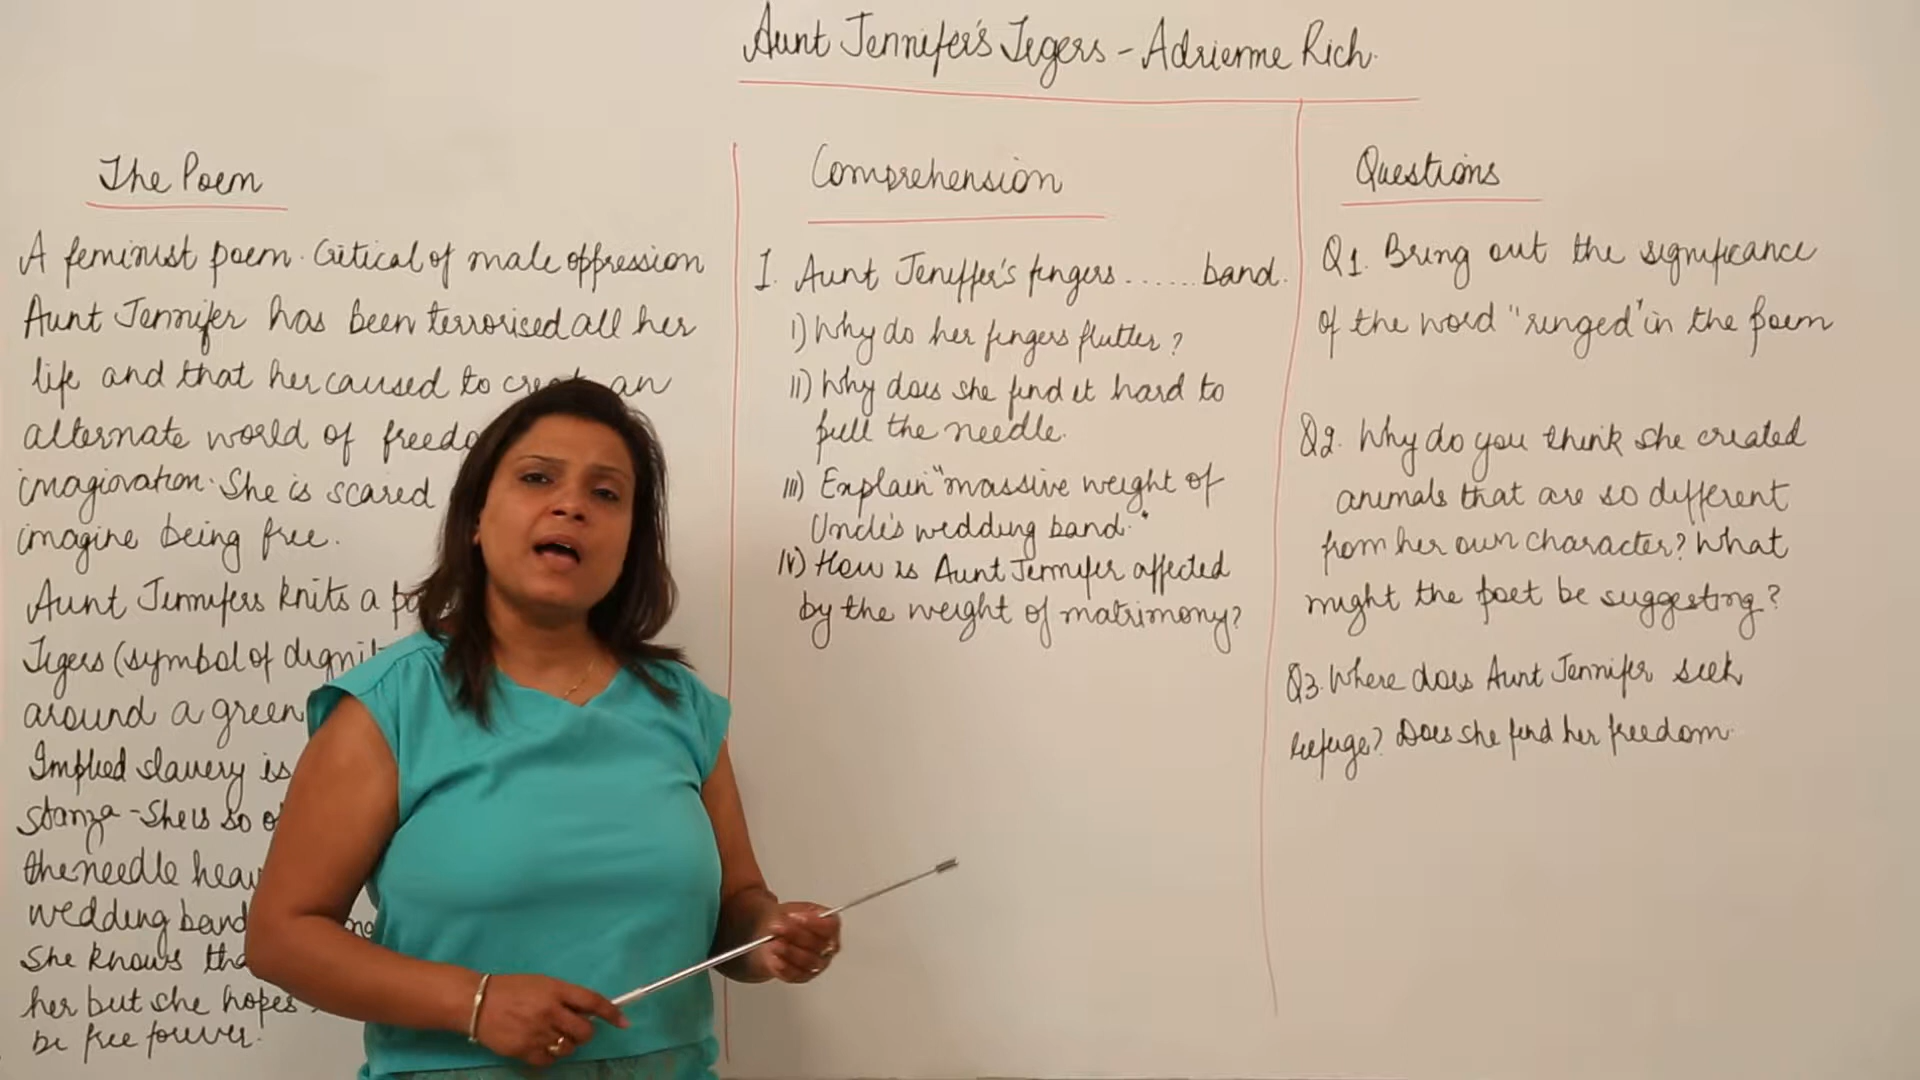 Aunt Jennifer's Tigers - Adrienne Rich.
The Poem
A feminist poem. Critical of male oppression
Aunt Jennifer has been terrorised all her
life and that her caused to create an
alternate world of freedo
imagination. She is scared
imagine being free.
Aunt Jennifers knits a pa
Tigers (symbol of dignit
around a green
Implied slavery is
stanza - She is so o
the needle heav
wedding band
She knows tha
her but she hopes
be free forever.
Comprehension
I. Aunt Jeniffer's fingers ...... band.
i) Why do her fingers flutter?
ii) Why does she find it hard to
pull the needle.
iii) Explain "massive weight of
Uncle's wedding band."
iv) How is Aunt Jennifer affected
by the weight of matrimony?
Questions
Q1. Bring out the significance
of the word "ringed" in the poem
Q2. Why do you think she created
animals that are so different
from her own character? What
might the poet be suggesting?
Q3. Where does Aunt Jennifer seek
refuge? Does she find her freedom.